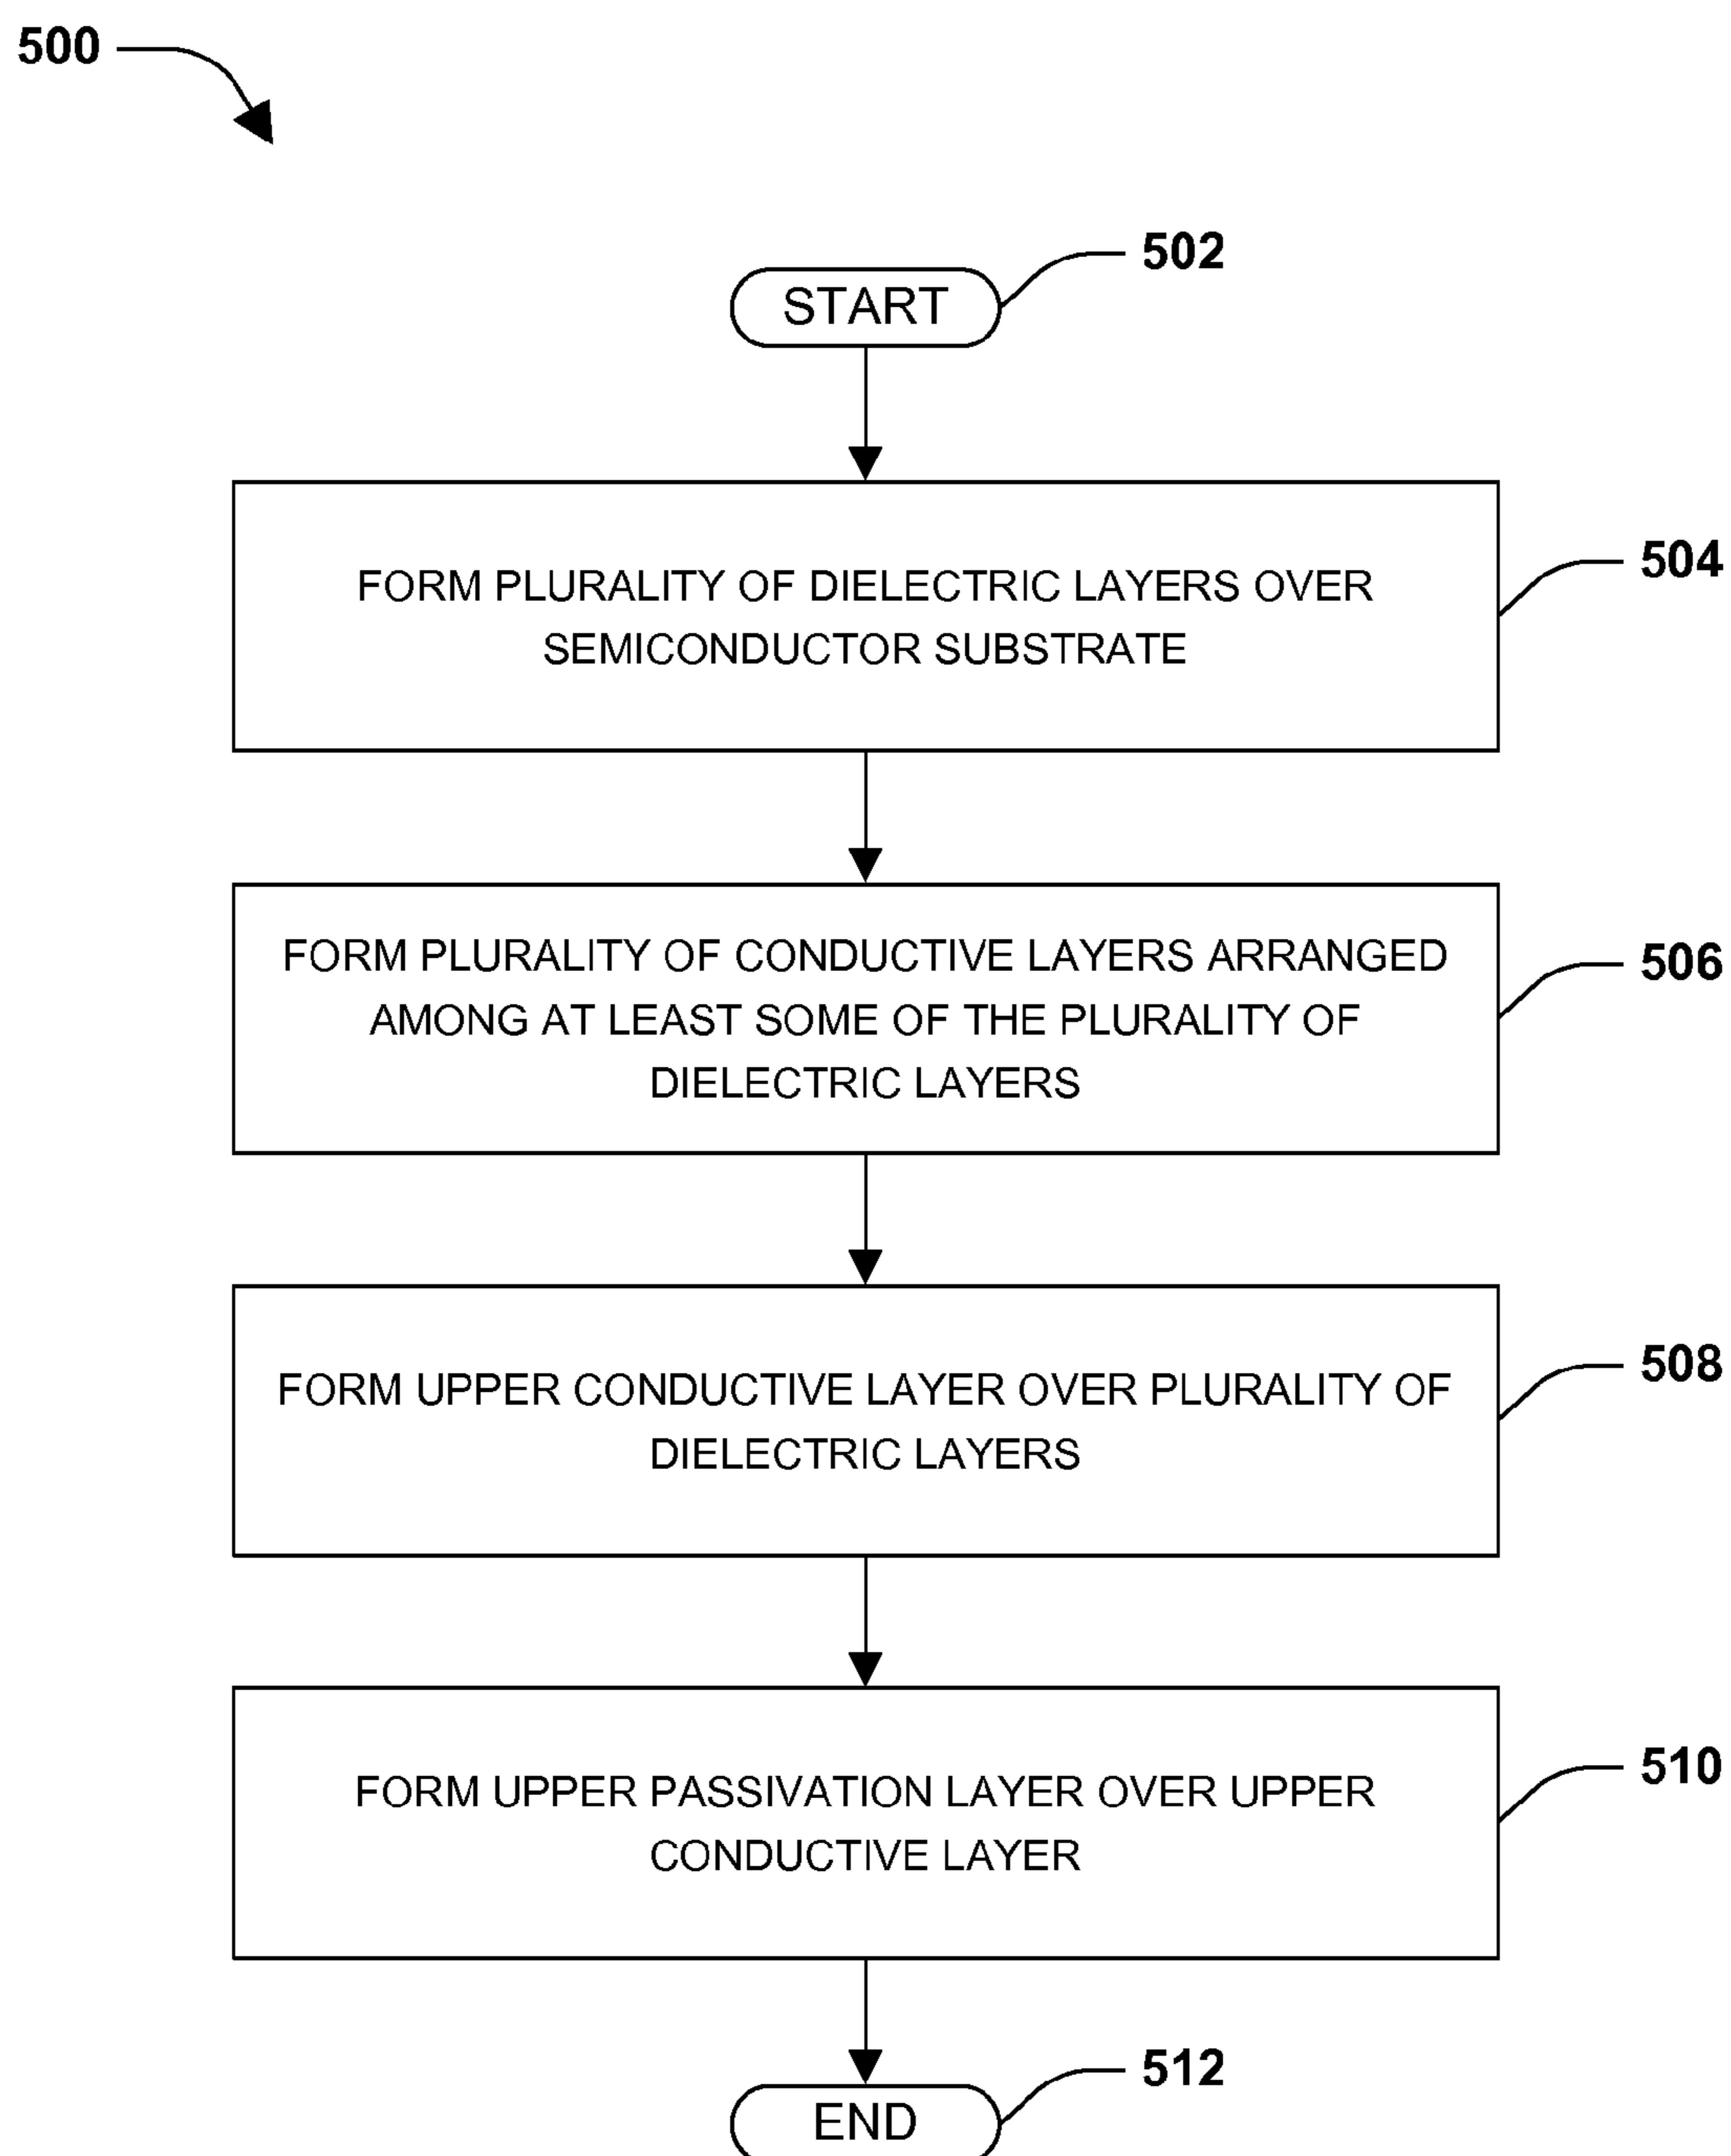 500
502
START
504
FORM PLURALITY OF DIELECTRIC LAYERS OVER
SEMICONDUCTOR SUBSTRATE
506
FORM PLURALITY OF CONDUCTIVE LAYERS ARRANGED
AMONG AT LEAST SOME OF THE PLURALITY OF
DIELECTRIC LAYERS
508
FORM UPPER CONDUCTIVE LAYER OVER PLURALITY OF
DIELECTRIC LAYERS
510
FORM UPPER PASSIVATION LAYER OVER UPPER
CONDUCTIVE LAYER
512
END